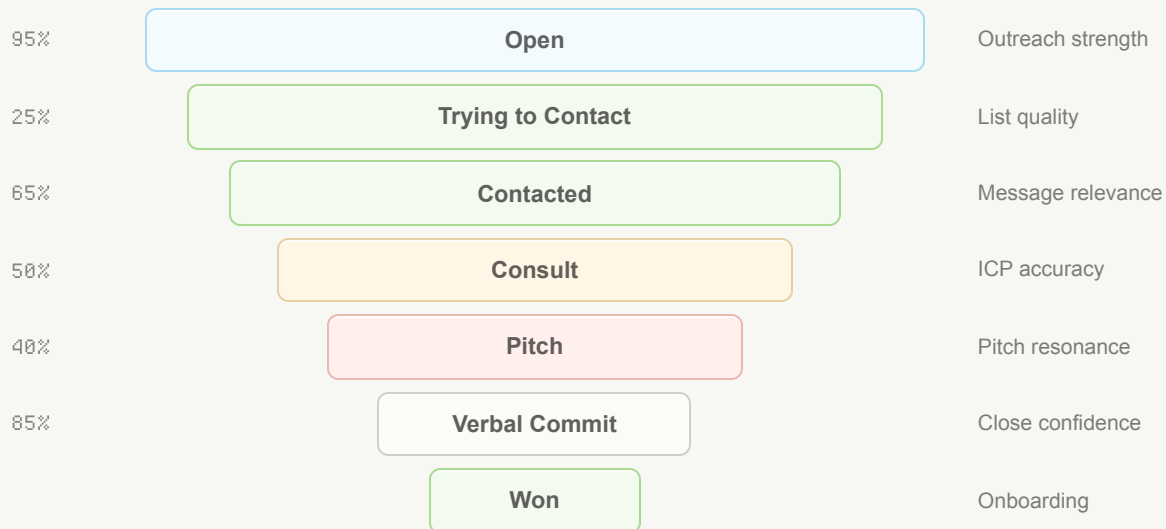 95% Open Outreach strength
25% Trying to Contact List quality
65% Contacted Message relevance
50% Consult ICP accuracy
40% Pitch Pitch resonance
85% Verbal Commit Close confidence
Won Onboarding